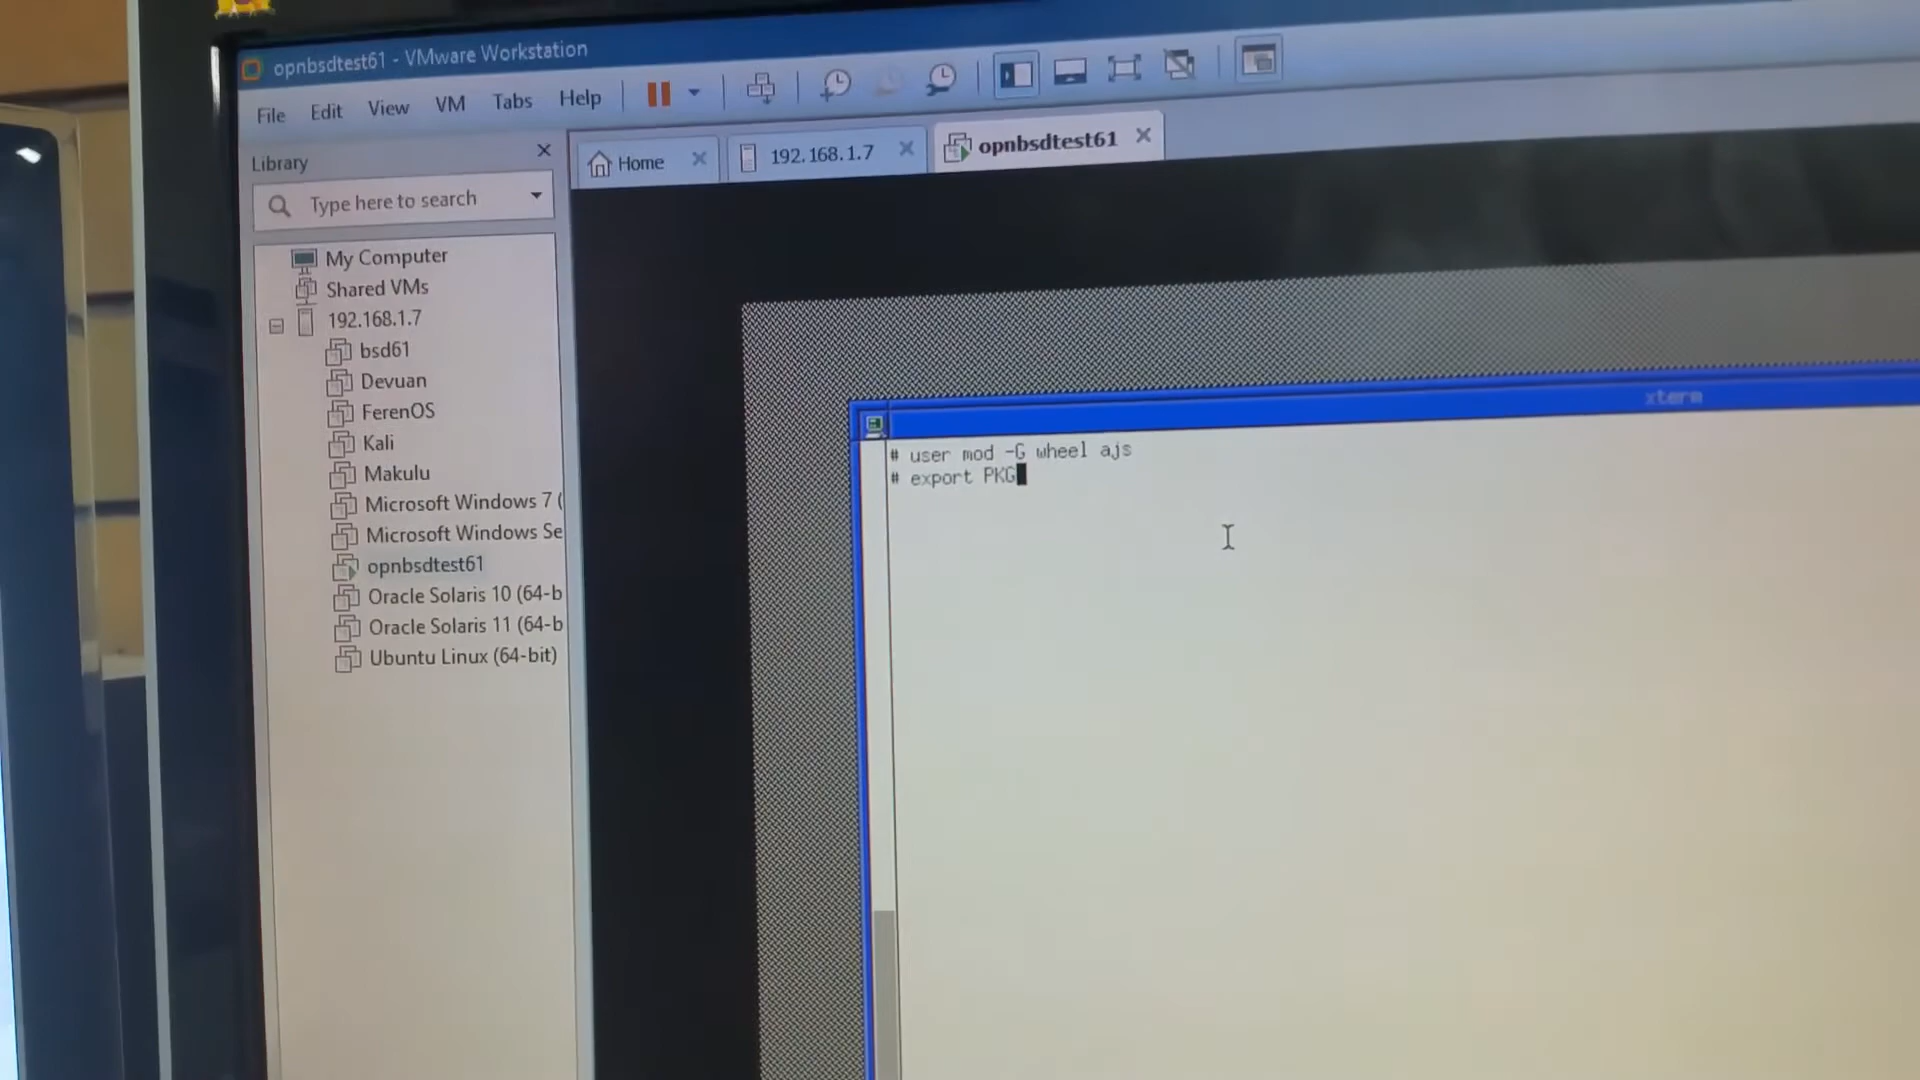 opnbsdtest61 - VMware Workstation
File Edit View VM Tabs Help
Library
Type here to search
My Computer
Shared VMs
192.168.1.7
bsd61
Devuan
FerenOS
Kali
Makulu
Microsoft Windows 7 (
Microsoft Windows Se
opnbsdtest61
Oracle Solaris 10 (64-b
Oracle Solaris 11 (64-b
Ubuntu Linux (64-bit)
Home 192.168.1.7 opnbsdtest61
xterm
# user mod -G wheel ajs
# export PKG